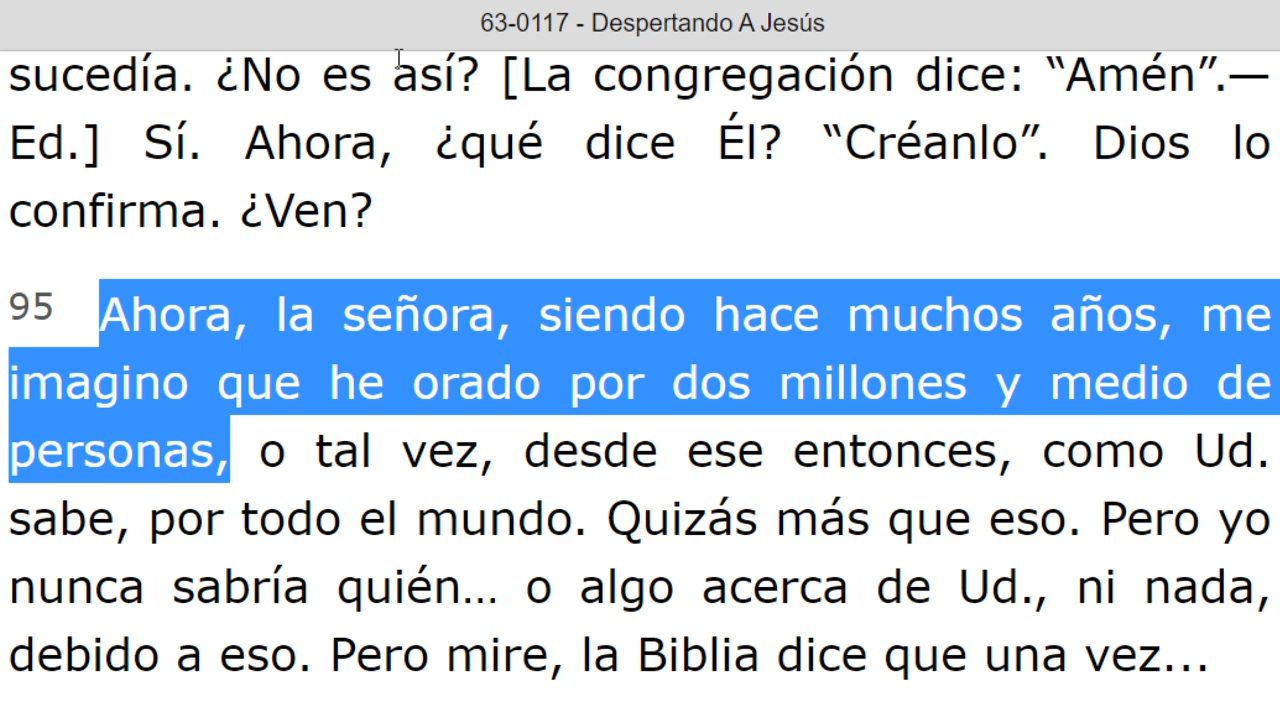 63-0117 - Despertando A Jesús
sucedía. ¿No es así? [La congregación dice: “Amén”.—
Ed.] Sí. Ahora, ¿qué dice Él? “Créanlo”. Dios lo
confirma. ¿Ven?
95 Ahora, la señora, siendo hace muchos años, me
imagino que he orado por dos millones y medio de
personas, o tal vez, desde ese entonces, como Ud.
sabe, por todo el mundo. Quizás más que eso. Pero yo
nunca sabría quién… o algo acerca de Ud., ni nada,
debido a eso. Pero mire, la Biblia dice que una vez…